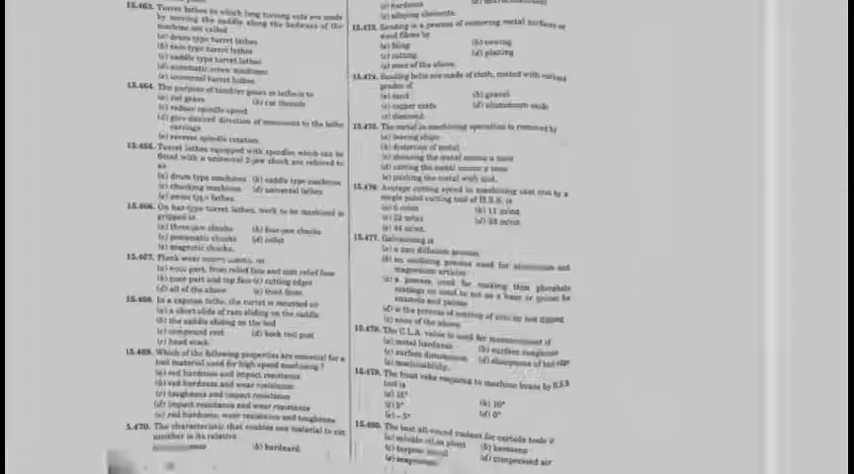 15.463. Turret lathes in which long turning cuts are made
by moving the saddle along the bedways of the
machine are called
(a) drum type turret lathes
(b) ram type turret lathes
(c) saddle type turret lathes
(d) automatic screw machines
(e) universal turret lathes.
15.464. The purpose of tumbler gears in lathes is to
(a) cut gears (b) cut threads
(c) reduce spindle speed
(d) give desired direction of movement to the lathe
carriage
(e) reverse spindle rotation.
15.465. Turret lathes equipped with spindles which can be
fitted with a universal 3-jaw chuck are referred to
as
(a) drum type machines (b) saddle type machines
(c) chucking machines (d) universal lathes
15.466. On bar type turret lathes, work to be machined is
gripped in
(a) three-jaw chucks (b) four-jaw chucks
(c) pneumatic chucks (d) collet
(e) magnetic chucks.
15.467. Flank wear occurs mainly on
(a) nose part, front relief face and side relief face
(b) nose part and top face (c) cutting edges
(d) all of the above (e) front face.
15.468. In a capstan lathe, the turret is mounted on
(a) a short slide of ram sliding on the saddle
(b) the saddle sliding on the bed
(c) compound rest (d) back tool post
(e) head stock
15.469. Which of the following properties are essential for a
tool material used for high speed machining ?
(a) red hardness and impact resistance
(b) red hardness and wear resistance
(c) toughness and impact resistance
(d) impact resistance and wear resistance
(e) red hardness, wear resistance and toughness
5.470. The characteristic that enables one material to cut
another is its relative
(b) hardness
(c) hardness
(e) alloying elements.
15.473. Sanding is a process of removing metal surfaces or
wood fibres by
(a) filing (b) sawing
(c) cutting (d) planing
(e) none of the above.
15.474. Sanding belts are made of cloth, coated with various
grades of
(a) sand (b) gravel
(c) copper oxide (d) aluminium oxide
(e) diamond.
15.475. The metal in machining operation is removed by
(a) tearing chips
(b) distortion of metal
(c) shearing the metal across a zone
(d) cutting the metal across a zone
(e) pushing the metal with tool.
15.476. Average cutting speed in machining cast iron by a
single point cutting tool of H.S.S. is
(a) 6 m/mt (b) 15 m/mt
(c) 22 m/mt (d) 33 m/mt
(e) 44 m/mt.
15.477. Galvanising is
(a) a zinc diffusion process
(b) an oxidising process used for aluminium and
magnesium articles
(c) a process used for making thin phosphate
coatings on steel to act as a base or primer for
enamels and paints
(d) is the process of coating of zinc by hot dipping
(e) none of the above.
15.478. The C.L.A. value is used for measurement of
(a) metal hardness (b) surface roughness
(c) surface dimensions (d) sharpness of tool edge
(e) machinability.
15.479. The front rake required to machine brass by H.S.S.
tool is
(a) 15° (b) 10°
(c) 5° (d) 0°
(e) – 5°
15.480. The best all-round coolant for carbide tools is
(b) kerosene
(d) compressed air